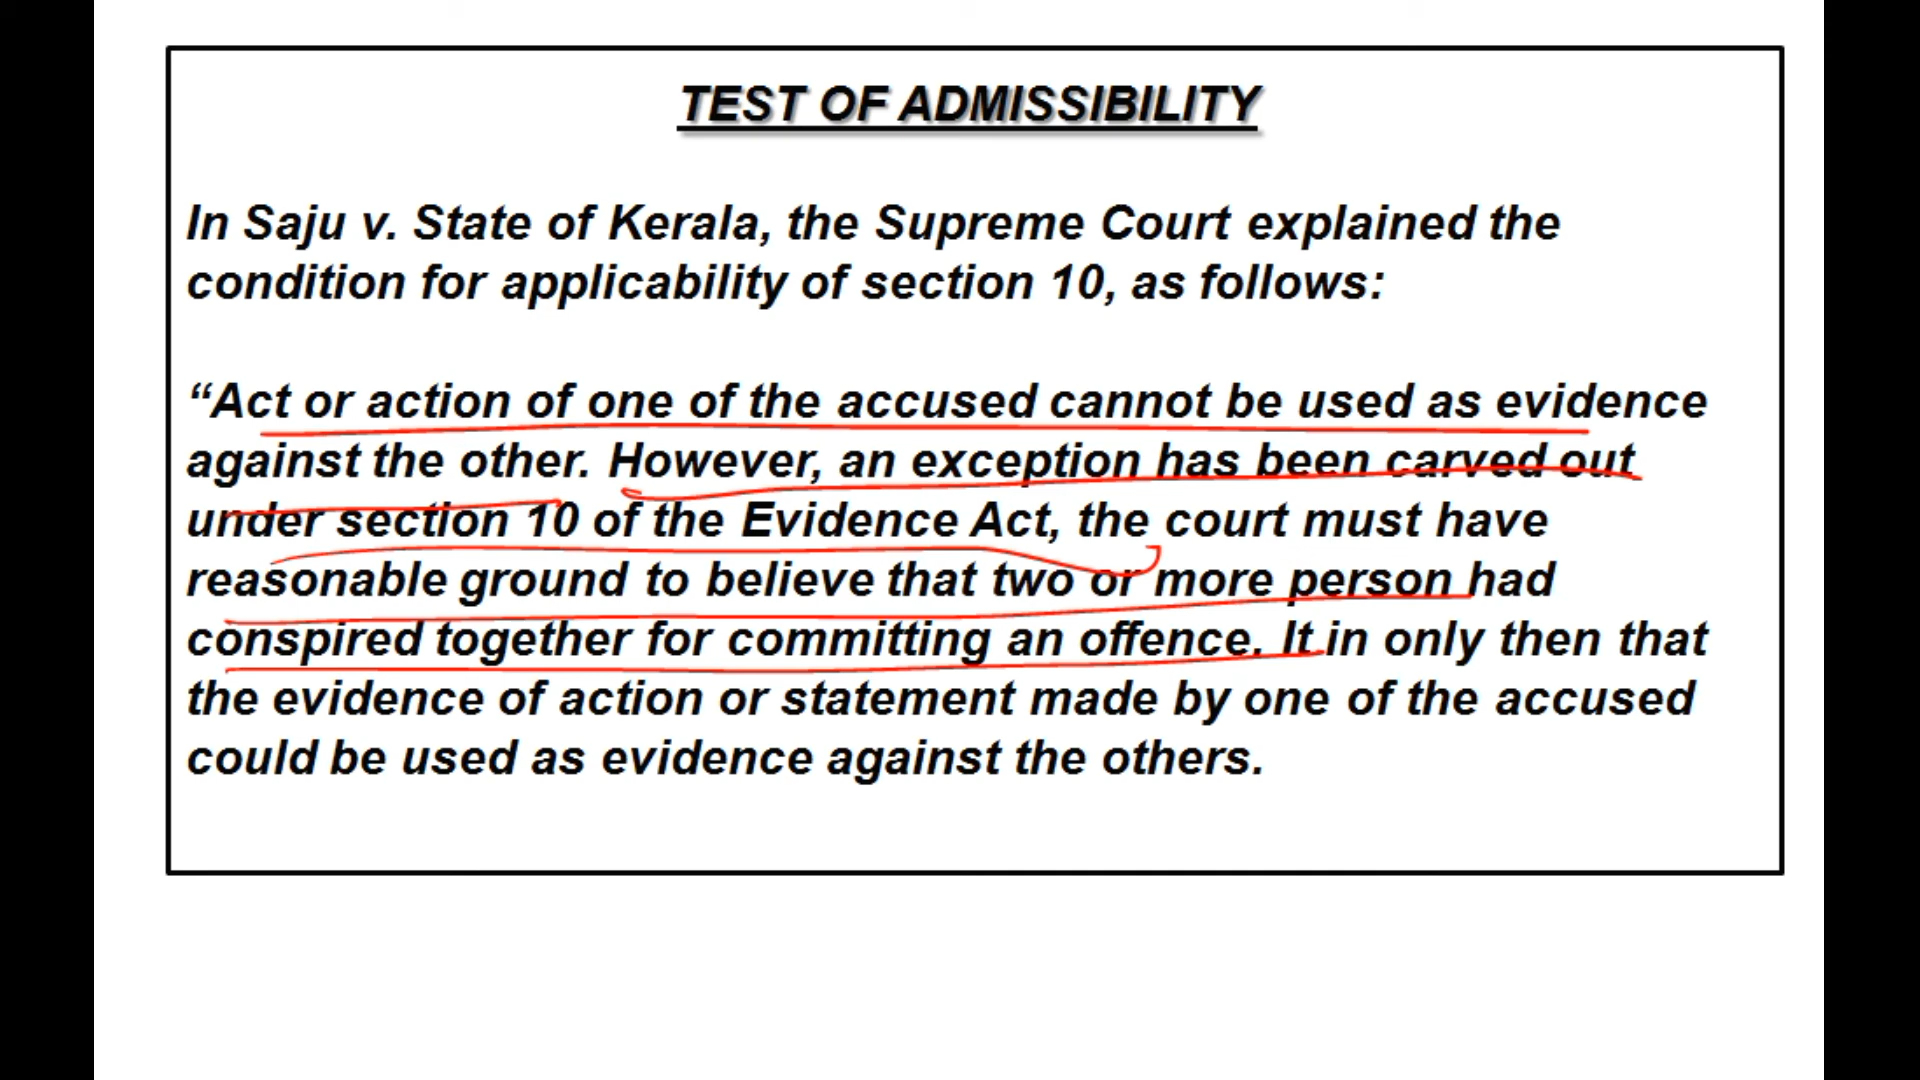 TEST OF ADMISSIBILITY
In Saju v. State of Kerala, the Supreme Court explained the
condition for applicability of section 10, as follows:
“Act or action of one of the accused cannot be used as evidence
against the other. However, an exception has been carved out
under section 10 of the Evidence Act, the court must have
reasonable ground to believe that two or more person had
conspired together for committing an offence. It in only then that
the evidence of action or statement made by one of the accused
could be used as evidence against the others.